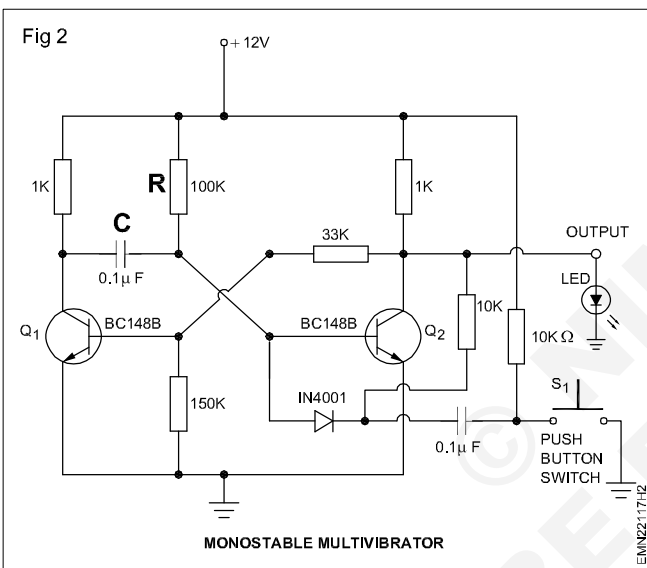 Fig 2
+ 12V
1K
R
100K
1K
C
33K
OUTPUT
0.1µ F
LED
10K
Q1
BC148B
BC148B
Q2
10K Ω
IN4001
S1
150K
0.1µ F
PUSH
BUTTON
SWITCH
MONOSTABLE MULTIVIBRATOR
EMN22117H2